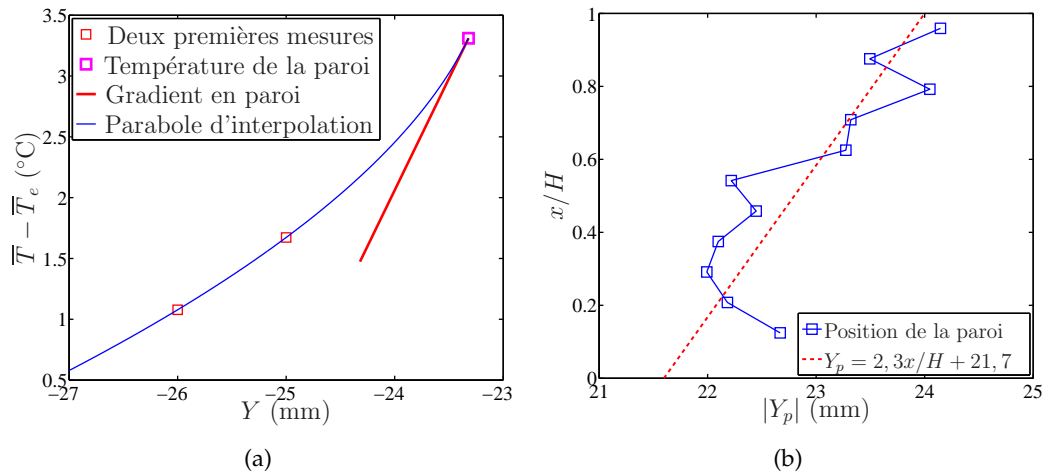 3.5
3
2.5
2
1.5
1
0.5
−27
−26
−25
−24
−23
Y (mm)
T̅ − T̅e (°C)
Deux premières mesures
Température de la paroi
Gradient en paroi
Parabole d'interpolation
(a)
1
0.8
0.6
0.4
0.2
0
21
22
23
24
25
|Yp| (mm)
x/H
Position de la paroi
Yp = 2, 3x/H + 21, 7
(b)